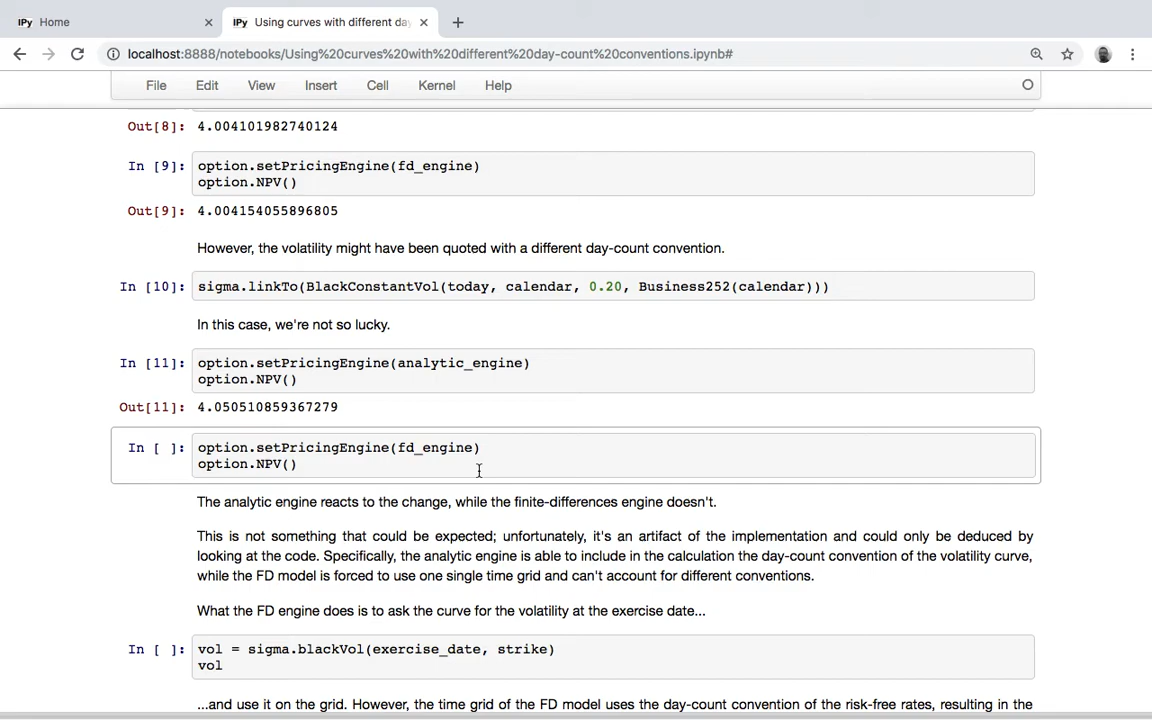 IPy Home × IPy Using curves with different day × +
localhost:8888/notebooks/Using%20curves%20with%20different%20day-count%20conventions.ipynb#
File Edit View Insert Cell Kernel Help
Out[8]: 4.004101982740124
In [9]: option.setPricingEngine(fd_engine)
option.NPV()
Out[9]: 4.004154055896805
However, the volatility might have been quoted with a different day-count convention.
In [10]: sigma.linkTo(BlackConstantVol(today, calendar, 0.20, Business252(calendar)))
In this case, we're not so lucky.
In [11]: option.setPricingEngine(analytic_engine)
option.NPV()
Out[11]: 4.050510859367279
In [ ]: option.setPricingEngine(fd_engine)
option.NPV()
The analytic engine reacts to the change, while the finite-differences engine doesn't.
This is not something that could be expected; unfortunately, it's an artifact of the implementation and could only be deduced by
looking at the code. Specifically, the analytic engine is able to include in the calculation the day-count convention of the volatility curve,
while the FD model is forced to use one single time grid and can't account for different conventions.
What the FD engine does is to ask the curve for the volatility at the exercise date...
In [ ]: vol = sigma.blackVol(exercise_date, strike)
vol
...and use it on the grid. However, the time grid of the FD model uses the day-count convention of the risk-free rates, resulting in the